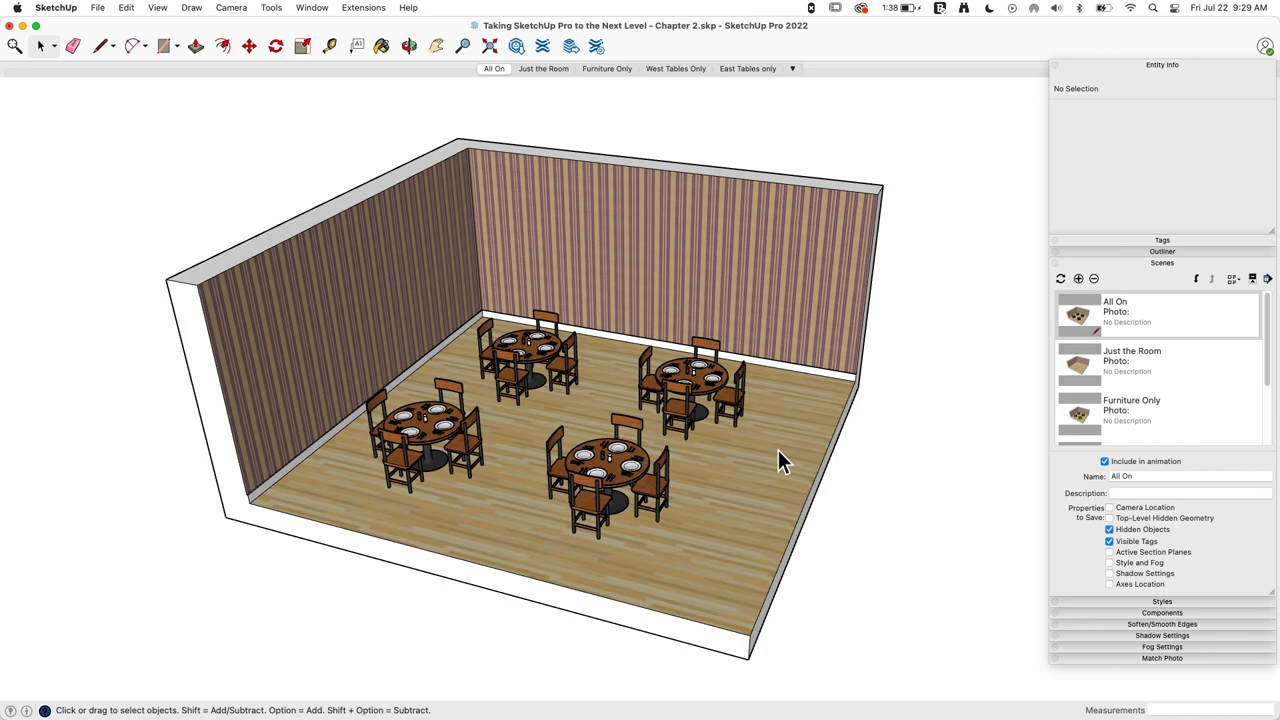 SketchUp File Edit View Draw Camera Tools Window Extensions Help 1:38 Fri Jul 22 9:29 AM
Taking SketchUp Pro to the Next Level - Chapter 2.skp - SketchUp Pro 2022
All On Just the Room Furniture Only West Tables Only East Tables only
Entity Info
No Selection
Tags
Outliner
Scenes
All On
Photo:
No Description
Just the Room
Photo:
No Description
Furniture Only
Photo:
No Description
Include in animation
Name: All On
Description:
Properties to Save:
Camera Location
Top-Level Hidden Geometry
Hidden Objects
Visible Tags
Active Section Planes
Style and Fog
Shadow Settings
Axes Location
Styles
Components
Soften/Smooth Edges
Shadow Settings
Fog Settings
Match Photo
Click or drag to select objects. Shift = Add/Subtract. Option = Add. Shift + Option = Subtract.
Measurements